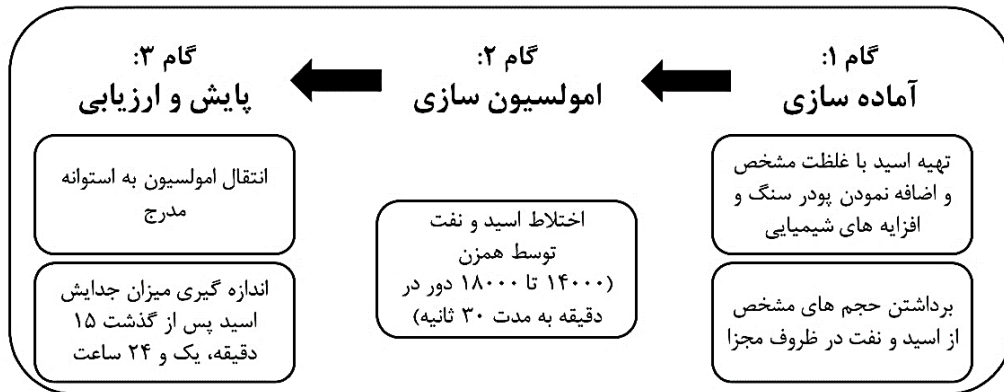 گام ۱:
آماده سازی
تهیه اسید با غلظت مشخص
و اضافه نمودن پودر سنگ و
افزایه های شیمیایی
برداشتن حجم های مشخص
از اسید و نفت در ظروف مجزا
گام ۲:
امولسیون سازی
اختلاط اسید و نفت
توسط همزن
(۱۴۰۰۰ تا ۱۸۰۰۰ دور در
دقیقه به مدت ۳۰ ثانیه)
گام ۳:
پایش و ارزیابی
انتقال امولسیون به استوانه
مدرج
اندازه گیری میزان جدایش
اسید پس از گذشت ۱۵
دقیقه، یک و ۲۴ ساعت